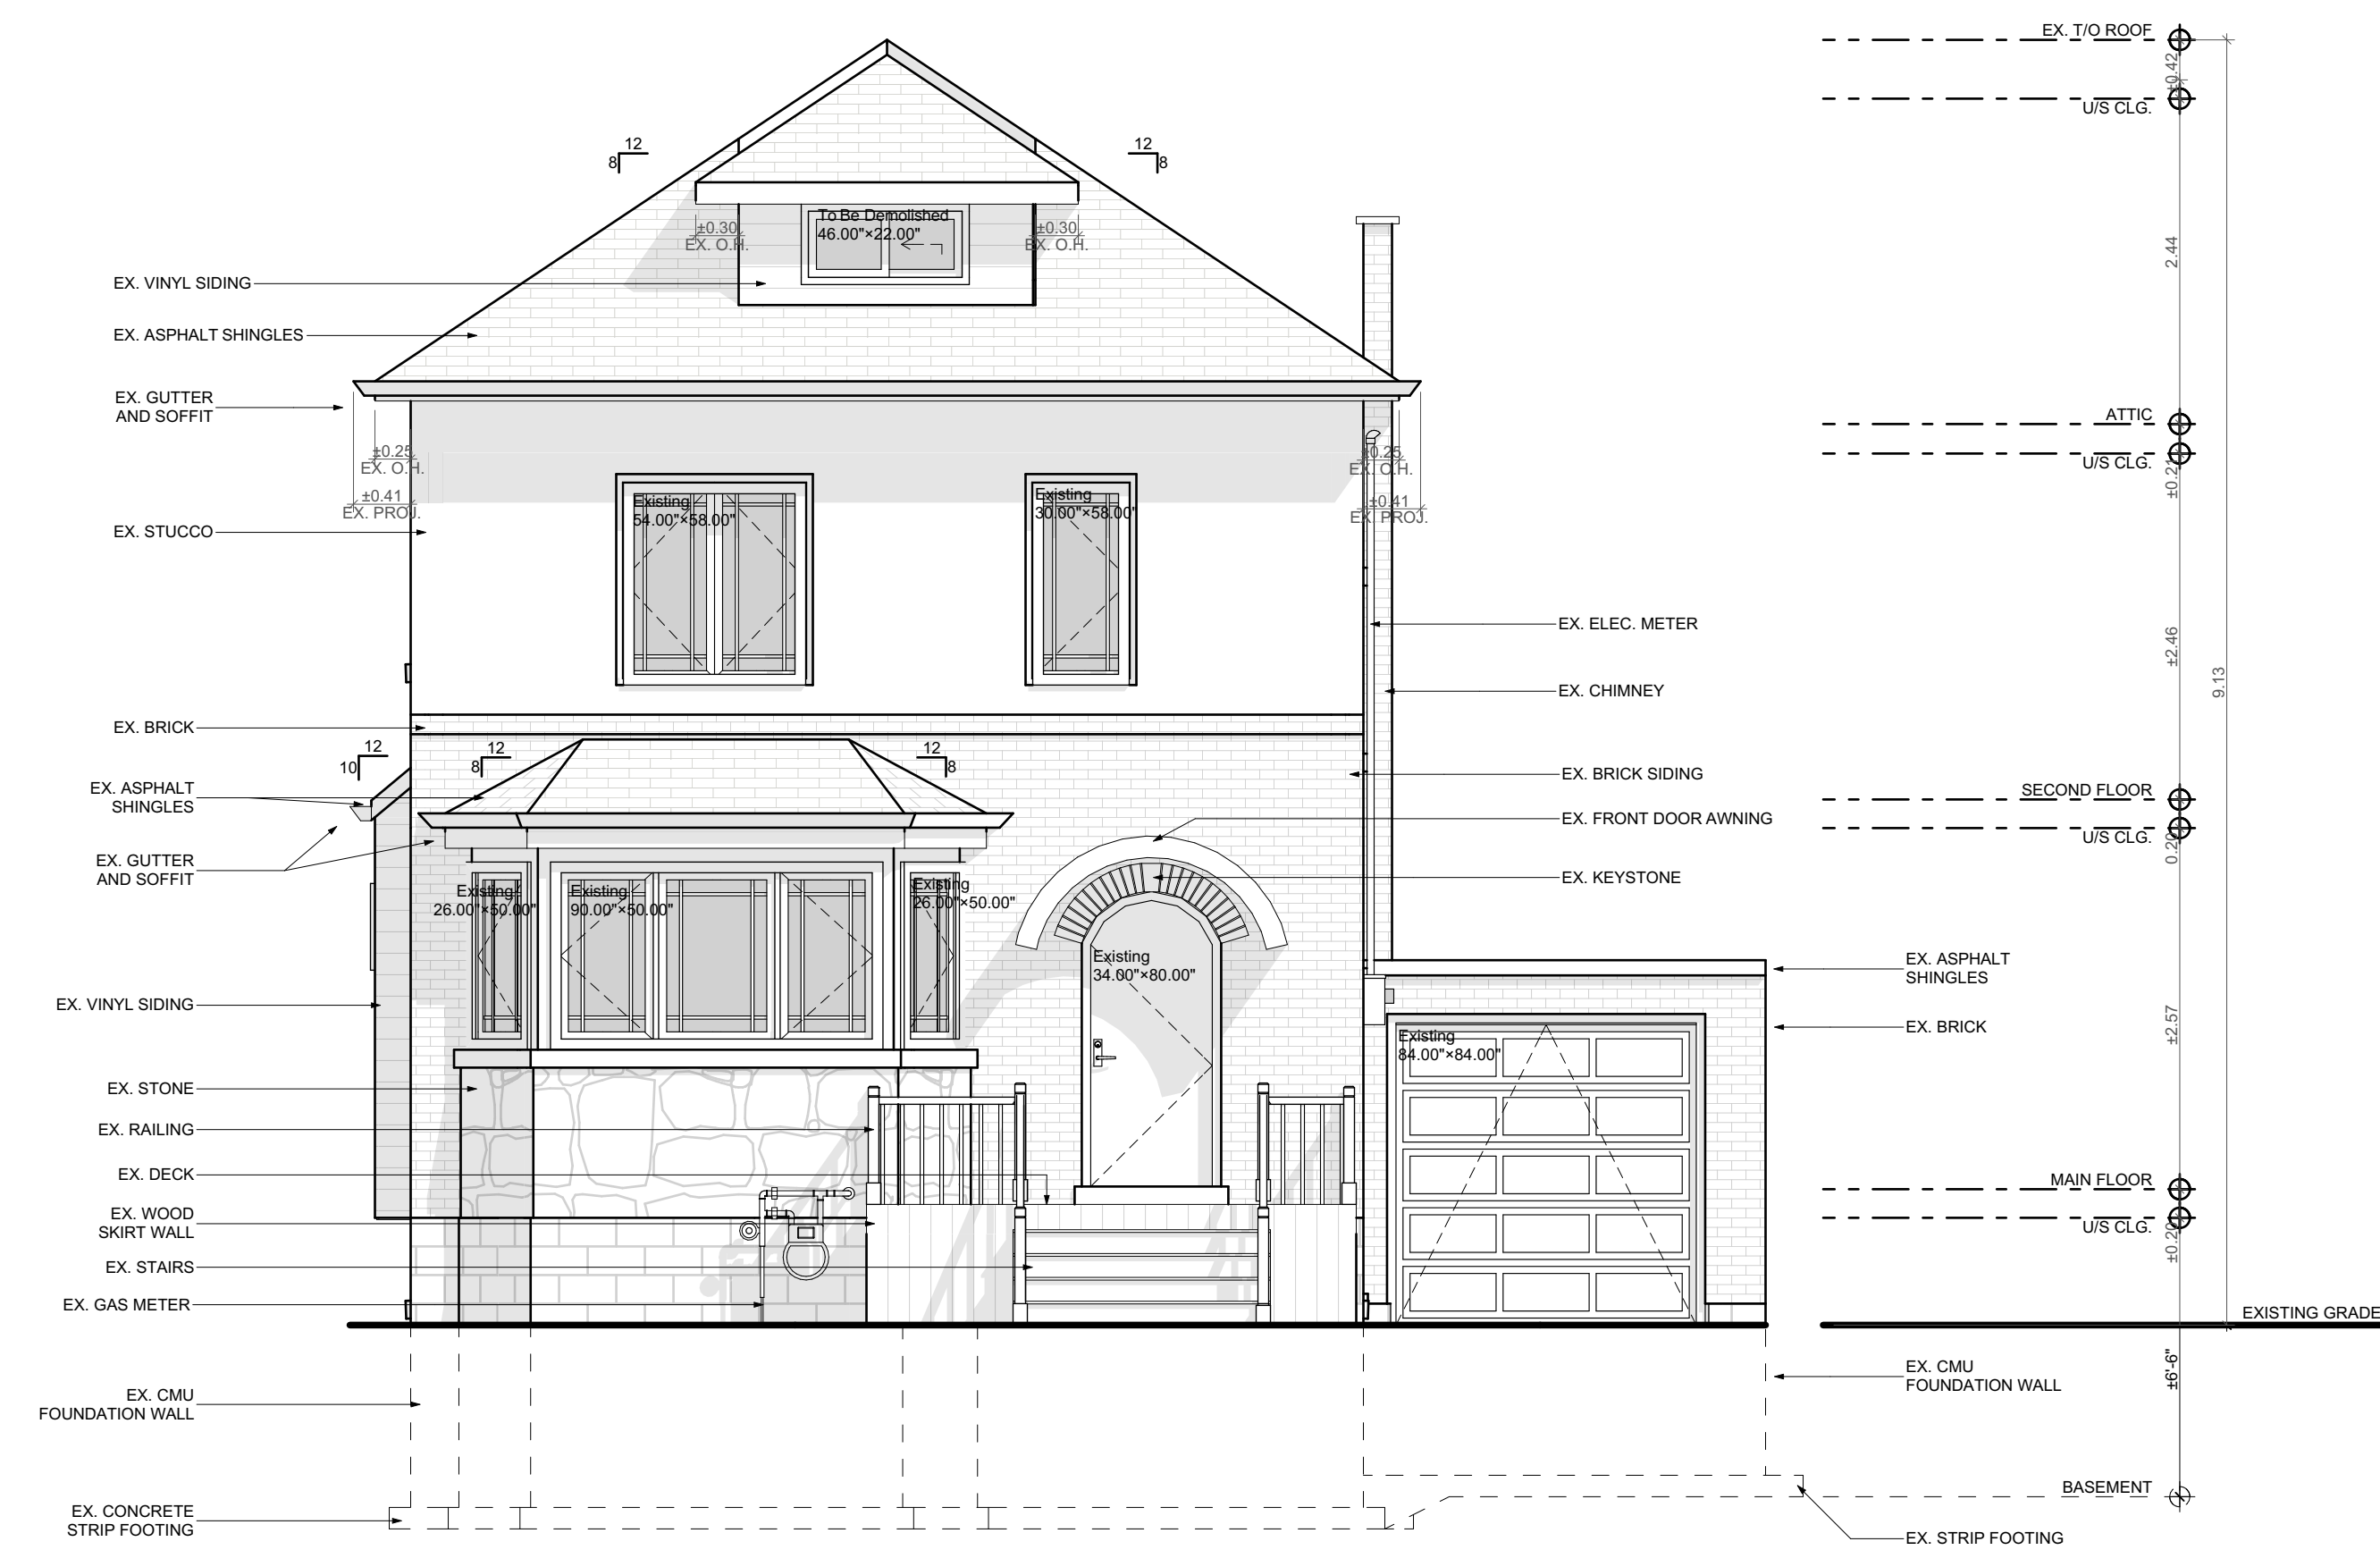 EX. T/O ROOF
±0.42
U/S CLG.
12
8
12
8
To Be Demolished
46.00"×22.00"
±0.30
EX. O.H.
±0.30
EX. O.H.
2.44
EX. VINYL SIDING
EX. ASPHALT SHINGLES
EX. GUTTER
AND SOFFIT
ATTIC
±0.25
EX. O.H.
±0.25
EX. O.H.
U/S CLG.
±0.21
±0.41
EX. PROJ.
±0.41
EX. PROJ.
Existing
54.00"×58.00"
Existing
30.00"×58.00"
EX. STUCCO
EX. ELEC. METER
±2.46
9.13
EX. CHIMNEY
EX. BRICK
12
10
12
8
12
8
EX. BRICK SIDING
EX. ASPHALT
SHINGLES
SECOND FLOOR
EX. FRONT DOOR AWNING
U/S CLG.
0.20
EX. GUTTER
AND SOFFIT
EX. KEYSTONE
Existing
26.00"×50.00"
Existing
90.00"×50.00"
Existing
26.00"×50.00"
Existing
34.00"×80.00"
EX. ASPHALT
SHINGLES
EX. VINYL SIDING
EX. BRICK
±2.57
Existing
84.00"×84.00"
EX. STONE
EX. RAILING
EX. DECK
MAIN FLOOR
EX. WOOD
SKIRT WALL
U/S CLG.
±0.20
EX. STAIRS
EX. GAS METER
EXISTING GRADE
EX. CMU
FOUNDATION WALL
±6'-6"
EX. CMU
FOUNDATION WALL
BASEMENT
EX. CONCRETE
STRIP FOOTING
EX. STRIP FOOTING